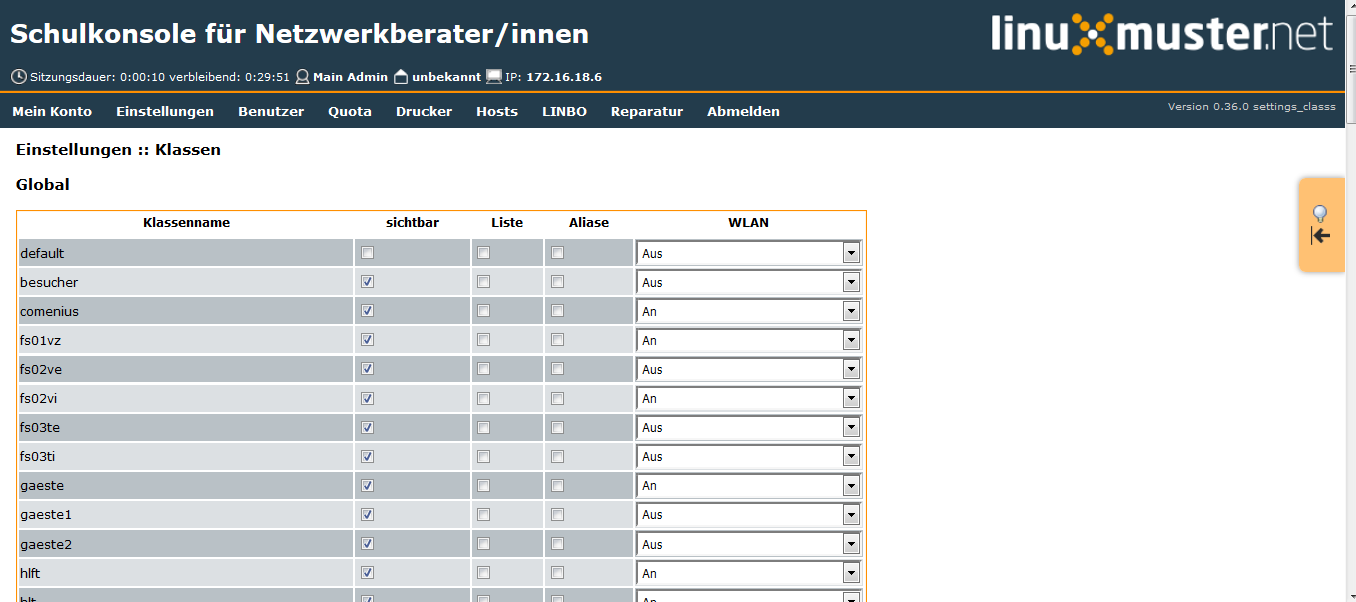 Schulkonsole für Netzwerkberater/innen
linuxmuster.net
Sitzungsdauer: 0:00:10 verbleibend: 0:29:51 Main Admin unbekannt IP: 172.16.18.6
Mein Konto Einstellungen Benutzer Quota Drucker Hosts LINBO Reparatur Abmelden
Version 0.36.0 settings_classs
Einstellungen :: Klassen
Global
Klassenname sichtbar Liste Aliase WLAN
default Aus
besucher Aus
comenius An
fs01vz An
fs02ve Aus
fs02vi An
fs03te Aus
fs03ti Aus
gaeste An
gaeste1 Aus
gaeste2 Aus
hlft An
hlt An